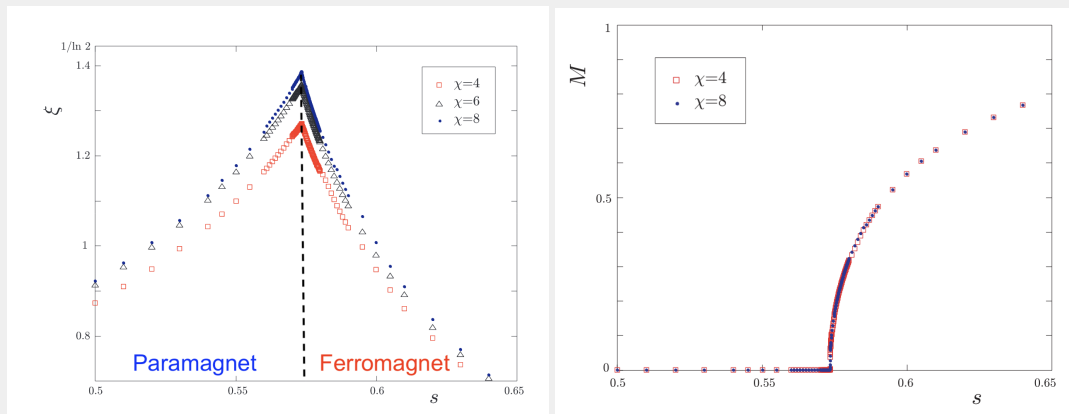 1/ln 2
1.4
1.2
1
0.8
ξ
χ=4
χ=6
χ=8
Paramagnet
Ferromagnet
0.5
0.55
0.6
0.65
s
1
0.5
0
M
χ=4
χ=8
0.5
0.55
0.6
0.65
s